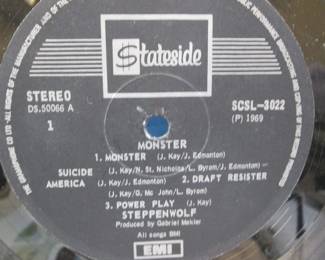 Stateside
STEREO
DS.50066 A
SCSL-3022
1
(P) 1969
MONSTER
1. MONSTER (J. Kay/J. Edmonton)
SUICIDE (J. Kay/N. St. Nicholas/L. Byrom/J. Edmonton) –
AMERICA (J. Kay/J. Edmonton) 2. DRAFT RESISTER
(J. Kay/G. Mc John/L. Byrom)
3. POWER PLAY (J. Kay)
STEPPENWOLF
Produced by Gabriel Mekler
All songs BMI
EMI